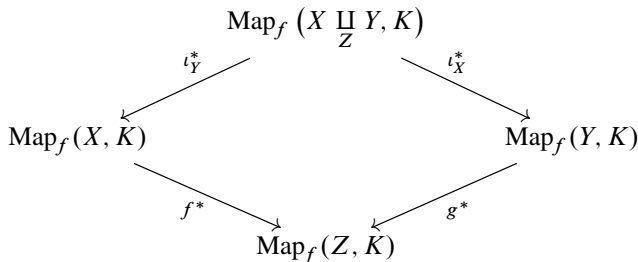 Map_f (X ∐_Z Y, K)
ι_Y^* ι_X^*
Map_f (X, K) Map_f (Y, K)
f^* g^*
Map_f (Z, K)